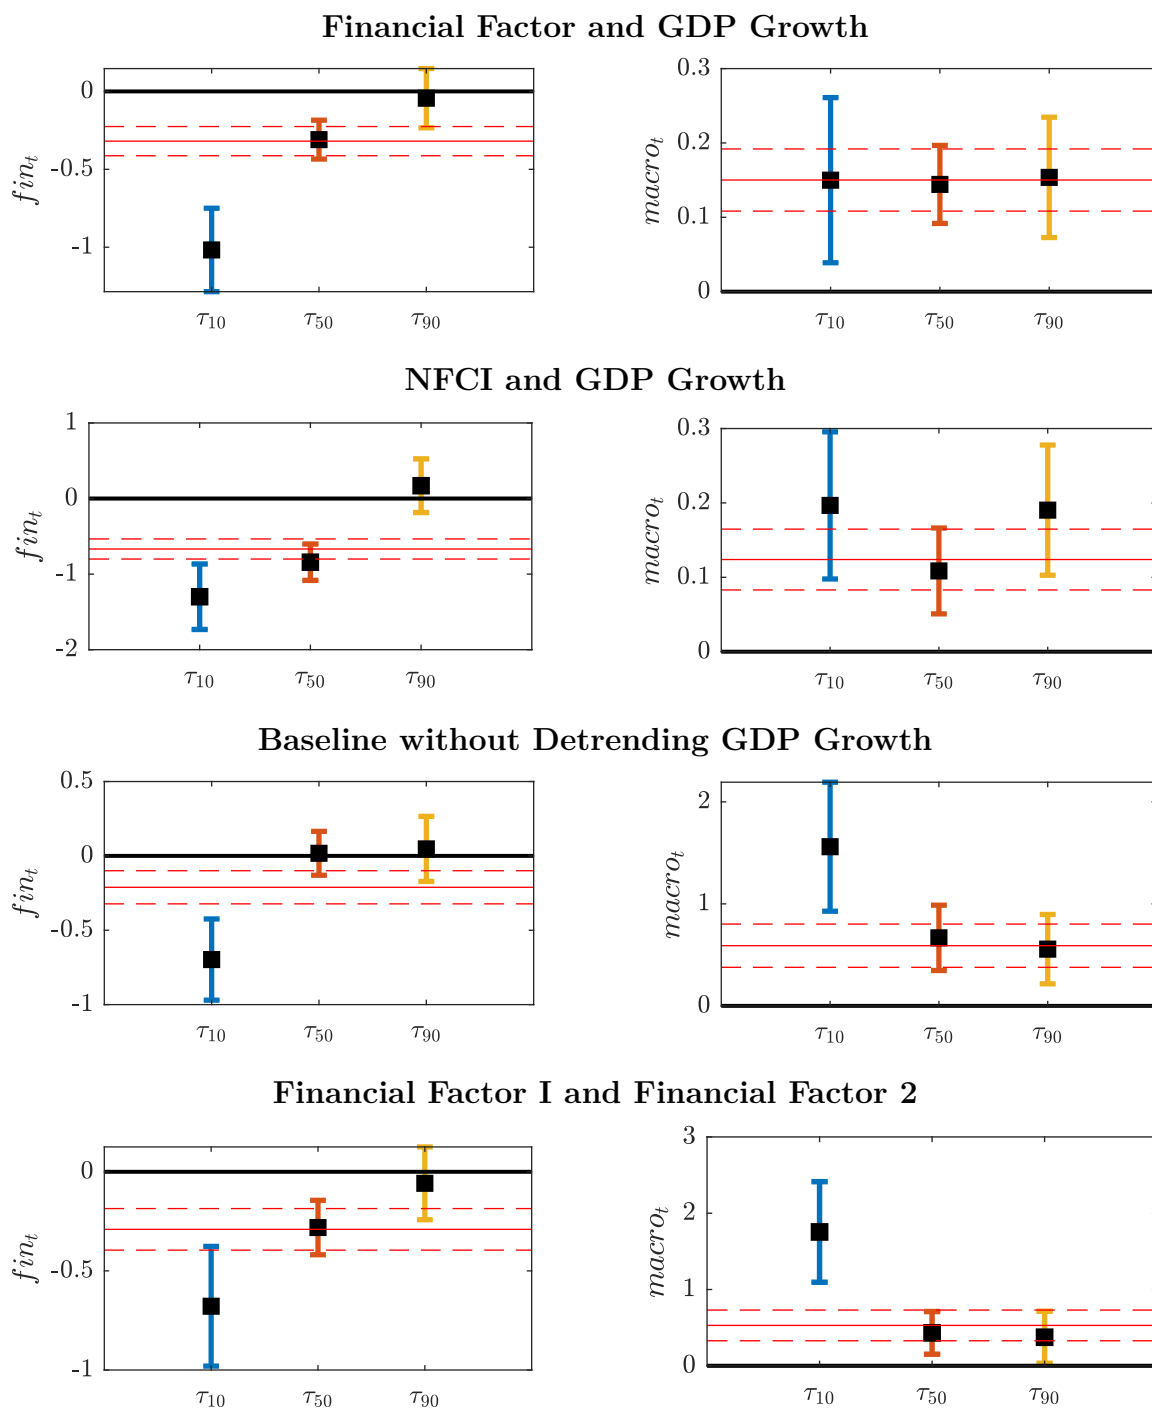 Financial Factor and GDP Growth
fin_t
0
-0.5
-1
τ10 τ50 τ90
macro_t
0.3
0.2
0.1
0
τ10 τ50 τ90
NFCI and GDP Growth
fin_t
1
0
-1
-2
τ10 τ50 τ90
macro_t
0.3
0.2
0.1
0
τ10 τ50 τ90
Baseline without Detrending GDP Growth
fin_t
0.5
0
-0.5
-1
τ10 τ50 τ90
macro_t
2
1
0
τ10 τ50 τ90
Financial Factor I and Financial Factor 2
fin_t
0
-0.5
-1
τ10 τ50 τ90
macro_t
3
2
1
0
τ10 τ50 τ90